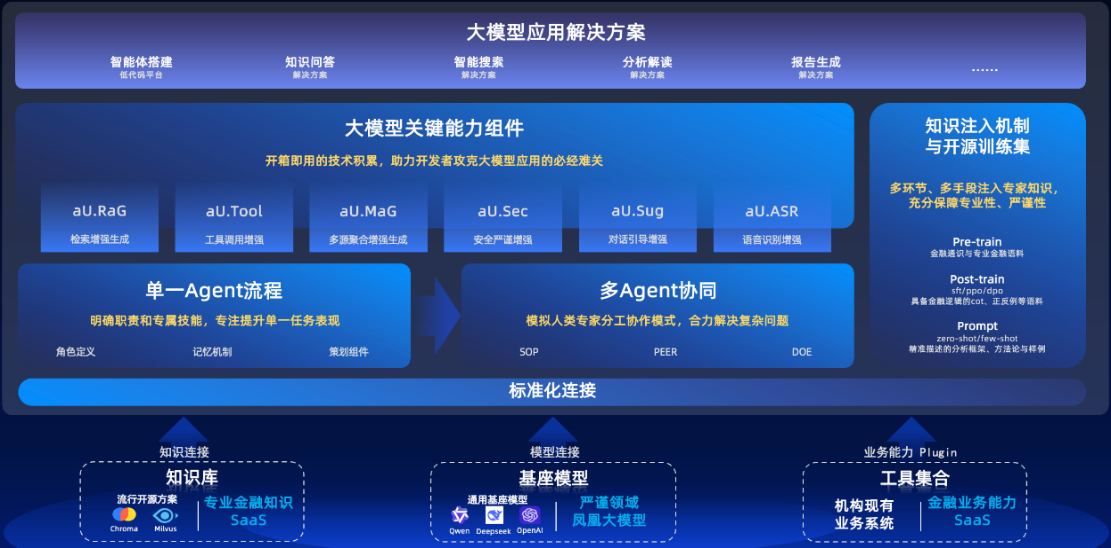 大模型应用解决方案
智能体搭建
低代码平台
知识问答
解决方案
智能搜索
解决方案
分析解读
解决方案
报告生成
解决方案
......
大模型关键能力组件
开箱即用的技术积累，助力开发者攻克大模型应用的必经难关
aU.RaG
检索增强生成
aU.Tool
工具调用增强
aU.MaG
多源聚合增强生成
aU.Sec
安全严谨增强
aU.Sug
对话引导增强
aU.ASR
语音识别增强
知识注入机制
与开源训练集
多环节、多手段注入专家知识，
充分保障专业性、严谨性
Pre-train
金融通识与专业金融语料
Post-train
sft/ppo/dpo
具备金融逻辑的cot、正反例等语料
Prompt
zero-shot/few-shot
精准描述的分析框架、方法论与样例
单一Agent流程
明确职责和专属技能，专注提升单一任务表现
角色定义
记忆机制
策划组件
多Agent协同
模拟人类专家分工协作模式，合力解决复杂问题
SOP
PEER
DOE
标准化连接
知识连接
知识库
流行开源方案
Chroma
Milvus
专业金融知识
SaaS
模型连接
基座模型
通用基座模型
Qwen
Deepseek
OpenAI
严谨领域
凤凰大模型
业务能力 Plugin
工具集合
机构现有
业务系统
金融业务能力
SaaS